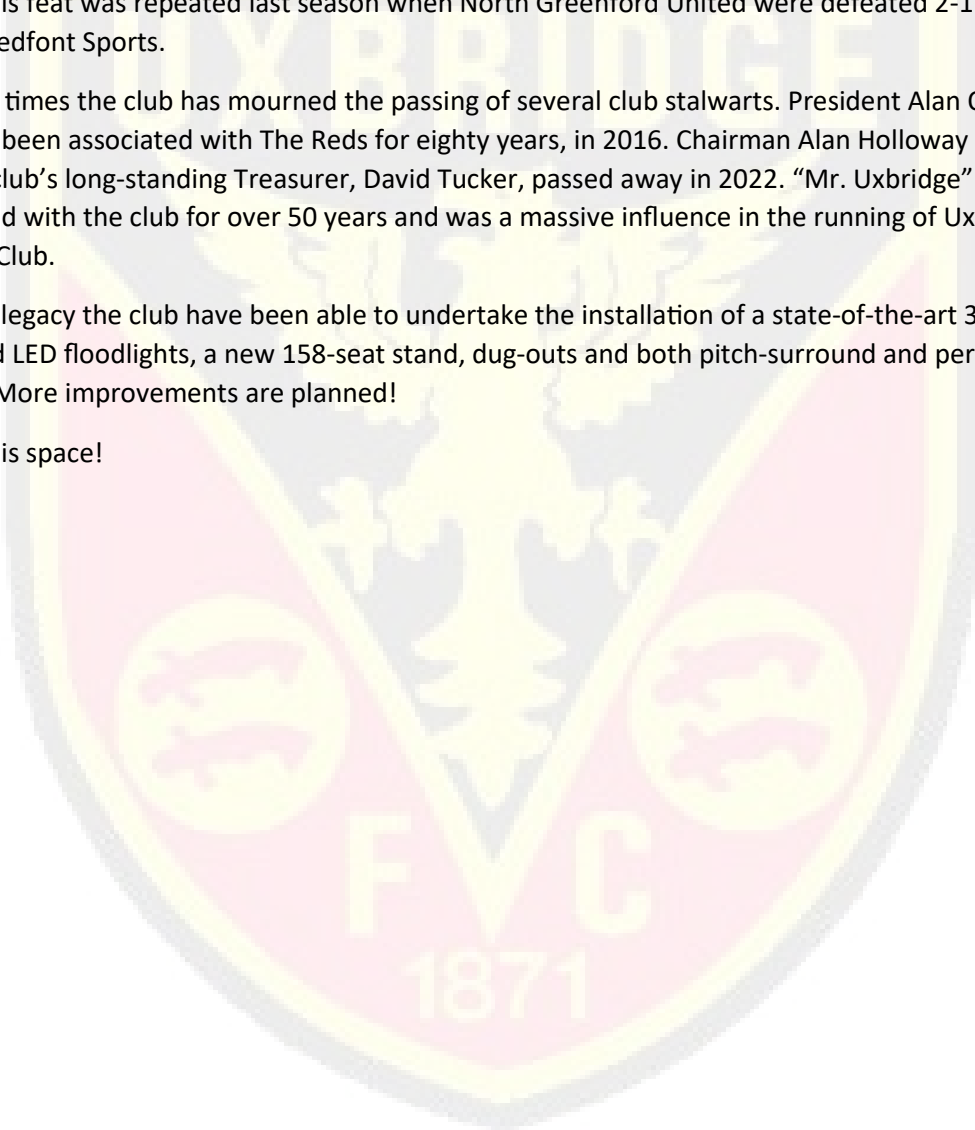 is feat was repeated last season when North Greenford United were defeated 2-1
edfont Sports.
times the club has mourned the passing of several club stalwarts. President Alan
been associated with The Reds for eighty years, in 2016. Chairman Alan Holloway
club’s long-standing Treasurer, David Tucker, passed away in 2022. “Mr. Uxbridge”
d with the club for over 50 years and was a massive influence in the running of Ux
Club.
legacy the club have been able to undertake the installation of a state-of-the-art 3
d LED floodlights, a new 158-seat stand, dug-outs and both pitch-surround and per
More improvements are planned!
is space!
UXBRIDGE
F C
1871